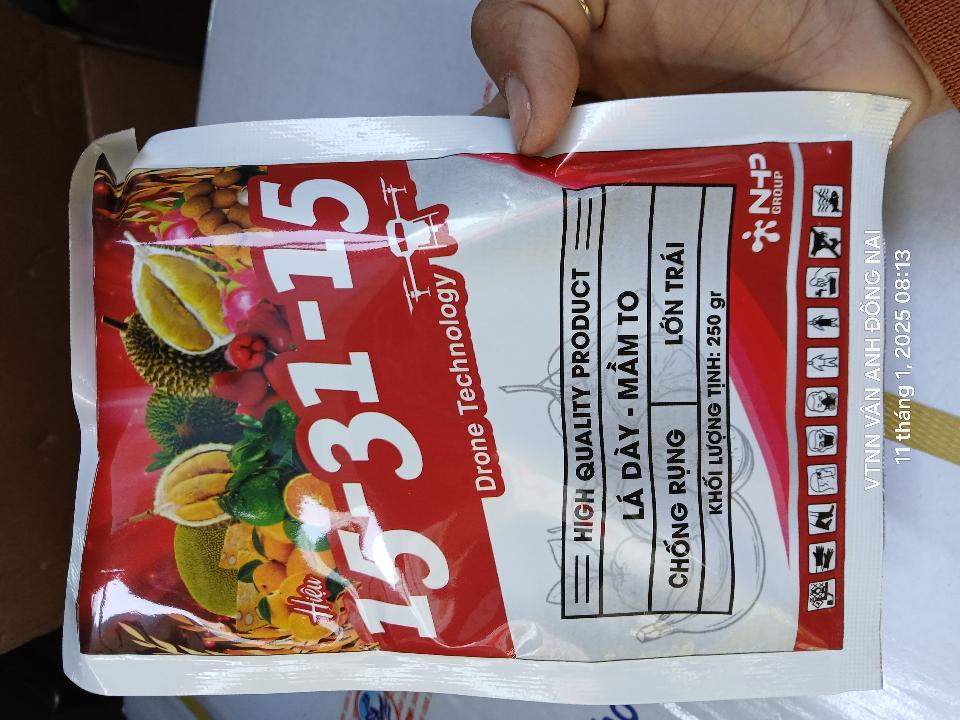 Hiệu
15-31-15
Drone Technology
HIGH QUALITY PRODUCT
LÁ DÀY - MẦM TO
CHỐNG RỤNG
LỚN TRÁI
KHỐI LƯỢNG TỊNH: 250 gr
NHP
GROUP
VTNN VÂN ANH ĐỒNG NAI
11 tháng 1, 2025 08:13